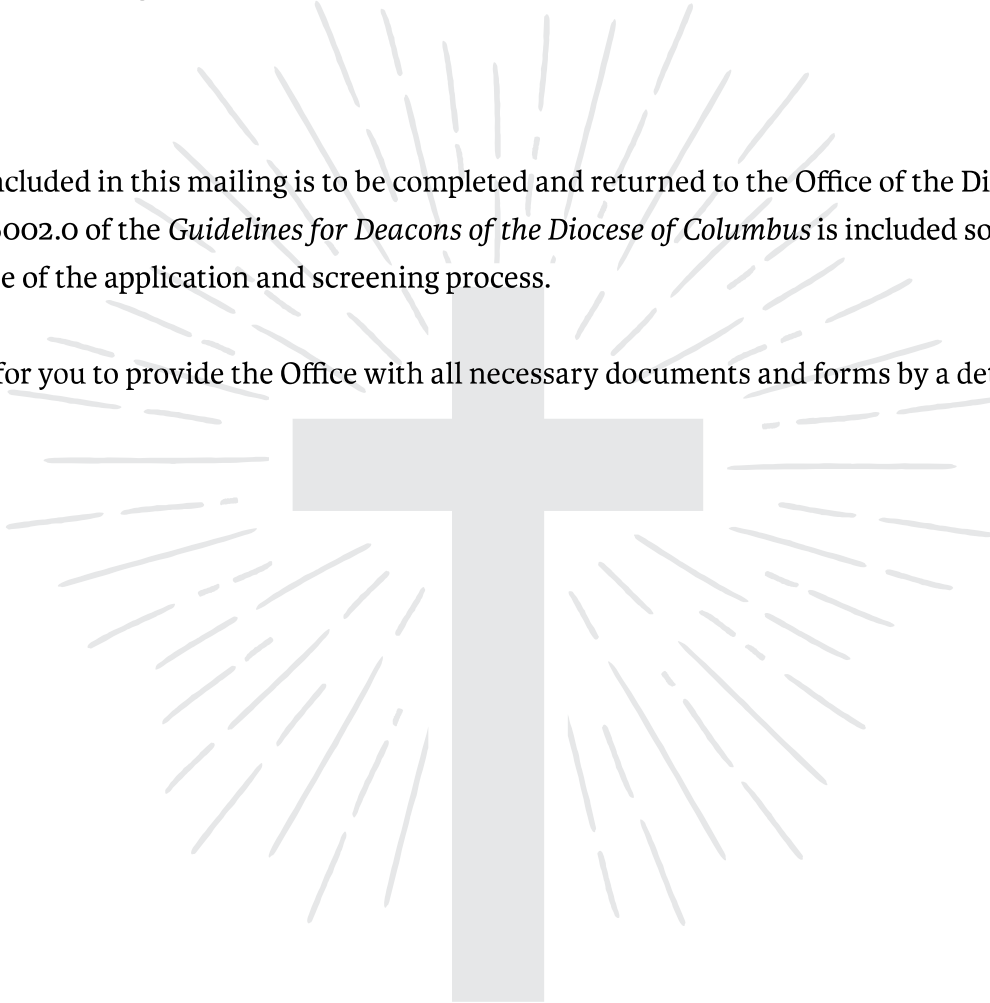 ncluded in this mailing is to be completed and returned to the Office of the Di
6002.0 of the Guidelines for Deacons of the Diocese of Columbus is included so
e of the application and screening process.
for you to provide the Office with all necessary documents and forms by a det